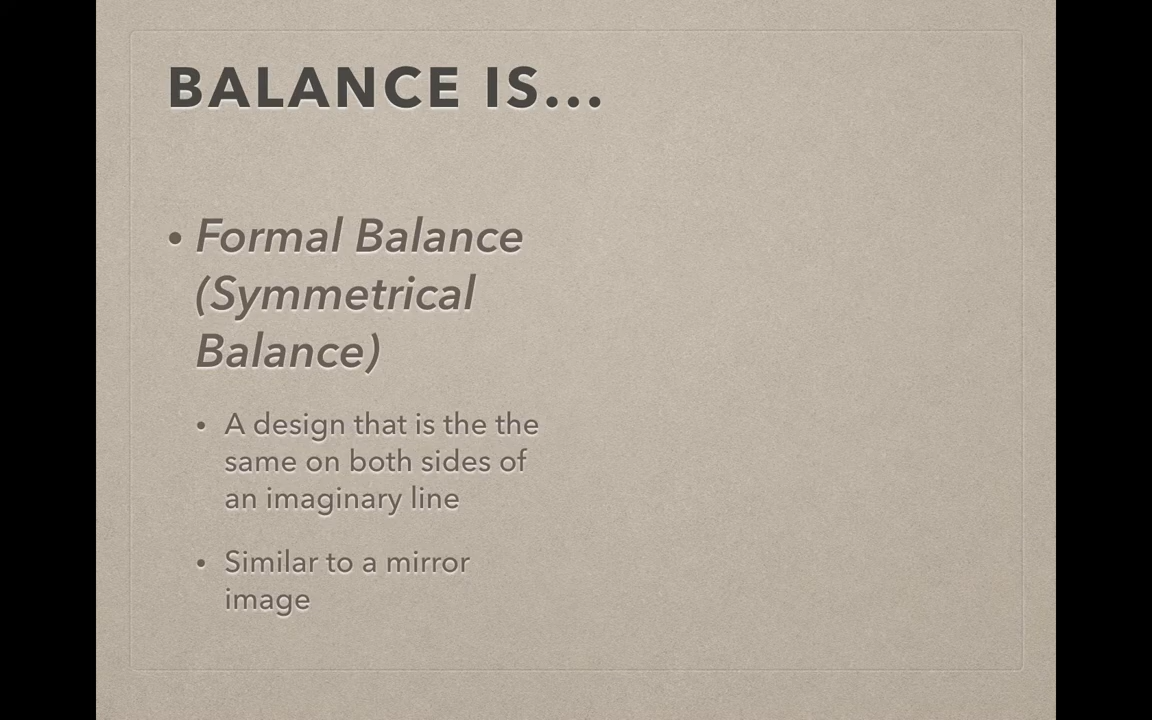 BALANCE IS...
• Formal Balance
(Symmetrical
Balance)
• A design that is the the
same on both sides of
an imaginary line
• Similar to a mirror
image